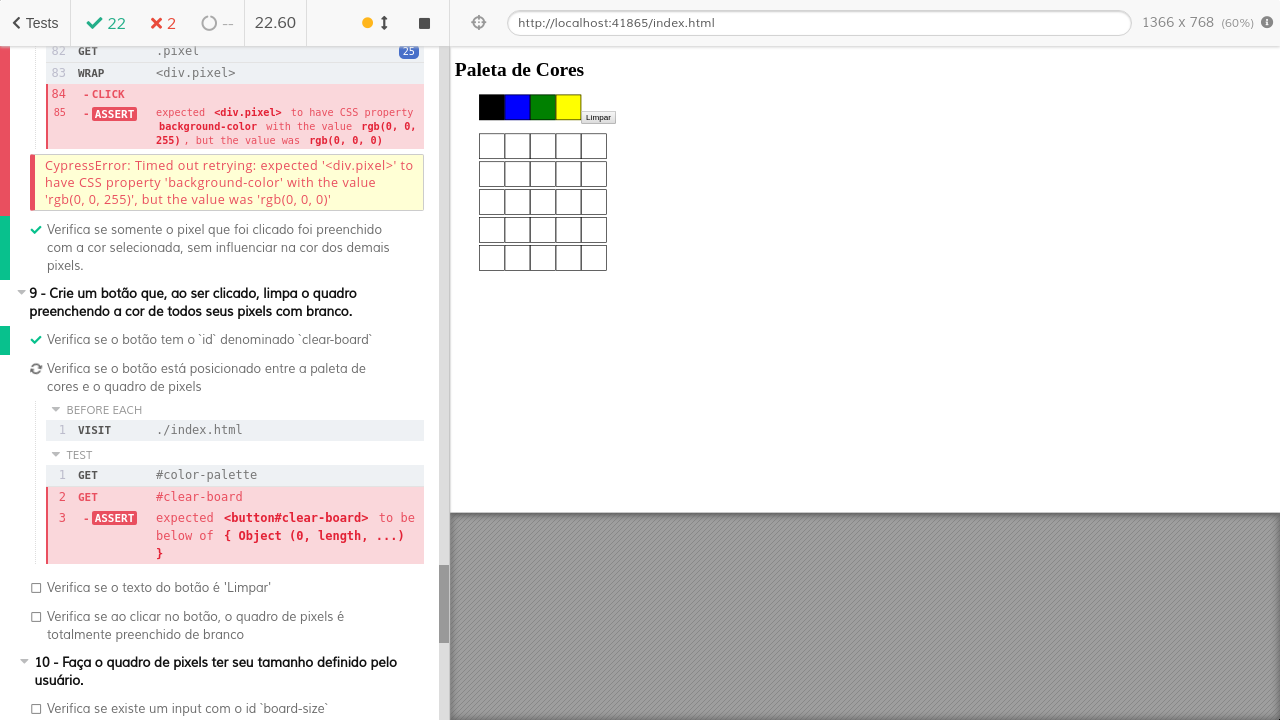 Tests 22 2 -- 22.60 http://localhost:41865/index.html 1366 x 768 (60%)
82 GET .pixel 25
83 WRAP <div.pixel>
84 - CLICK
85 - ASSERT expected <div.pixel> to have CSS property
background-color with the value rgb(0, 0,
255) , but the value was rgb(0, 0, 0)
CypressError: Timed out retrying: expected '<div.pixel>' to
have CSS property 'background-color' with the value
'rgb(0, 0, 255)', but the value was 'rgb(0, 0, 0)'
Verifica se somente o pixel que foi clicado foi preenchido
com a cor selecionada, sem influenciar na cor dos demais
pixels.
9 - Crie um botão que, ao ser clicado, limpa o quadro
preenchendo a cor de todos seus pixels com branco.
Verifica se o botão tem o `id` denominado `clear-board`
Verifica se o botão está posicionado entre a paleta de
cores e o quadro de pixels
BEFORE EACH
1 VISIT ./index.html
TEST
1 GET #color-palette
2 GET #clear-board
3 - ASSERT expected <button#clear-board> to be
below of { Object (0, length, ...)
}
Verifica se o texto do botão é 'Limpar'
Verifica se ao clicar no botão, o quadro de pixels é
totalmente preenchido de branco
10 - Faça o quadro de pixels ter seu tamanho definido pelo
usuário.
Verifica se existe um input com o id `board-size`
Paleta de Cores
Limpar